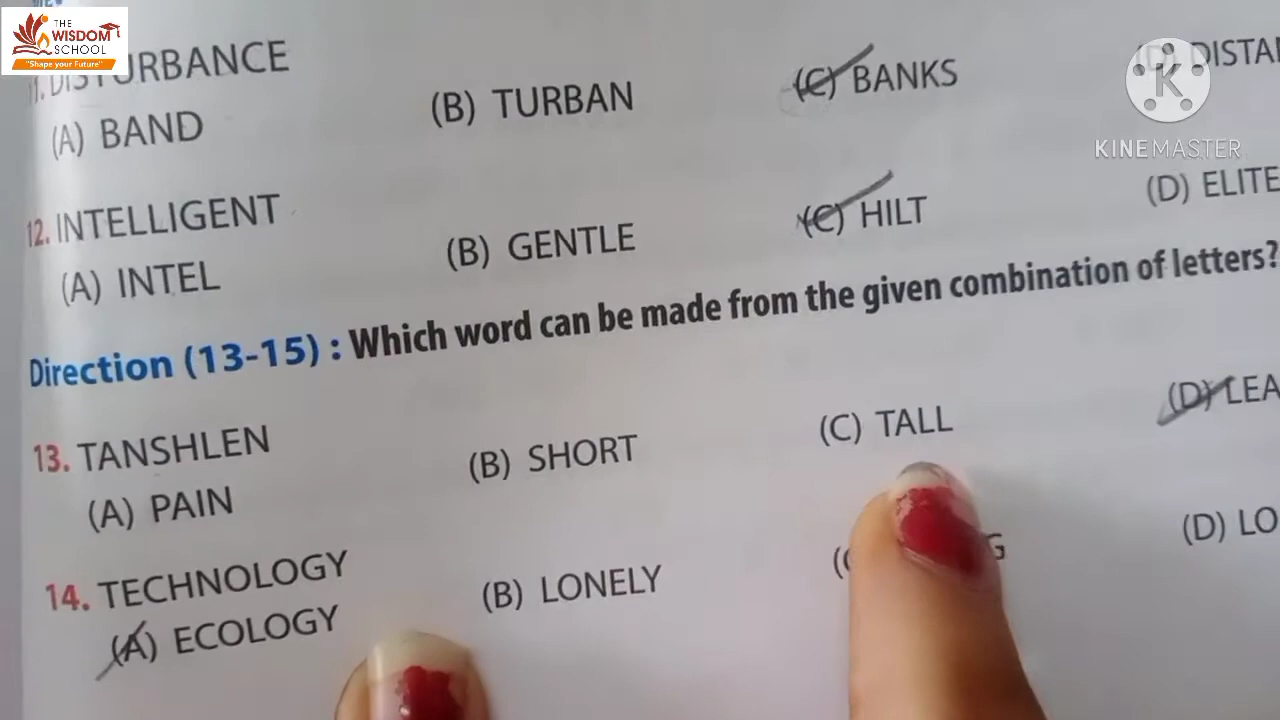 THE
WISDOM
SCHOOL
"Shape your Future"
11. DISTURBANCE
(A) BAND (B) TURBAN (C) BANKS (D) DISTA
KINEMASTER
12. INTELLIGENT
(A) INTEL (B) GENTLE (C) HILT (D) ELITE
Direction (13-15) : Which word can be made from the given combination of letters?
13. TANSHLEN
(A) PAIN (B) SHORT (C) TALL (D) LEA
14. TECHNOLOGY
(A) ECOLOGY (B) LONELY (C G (D) LO